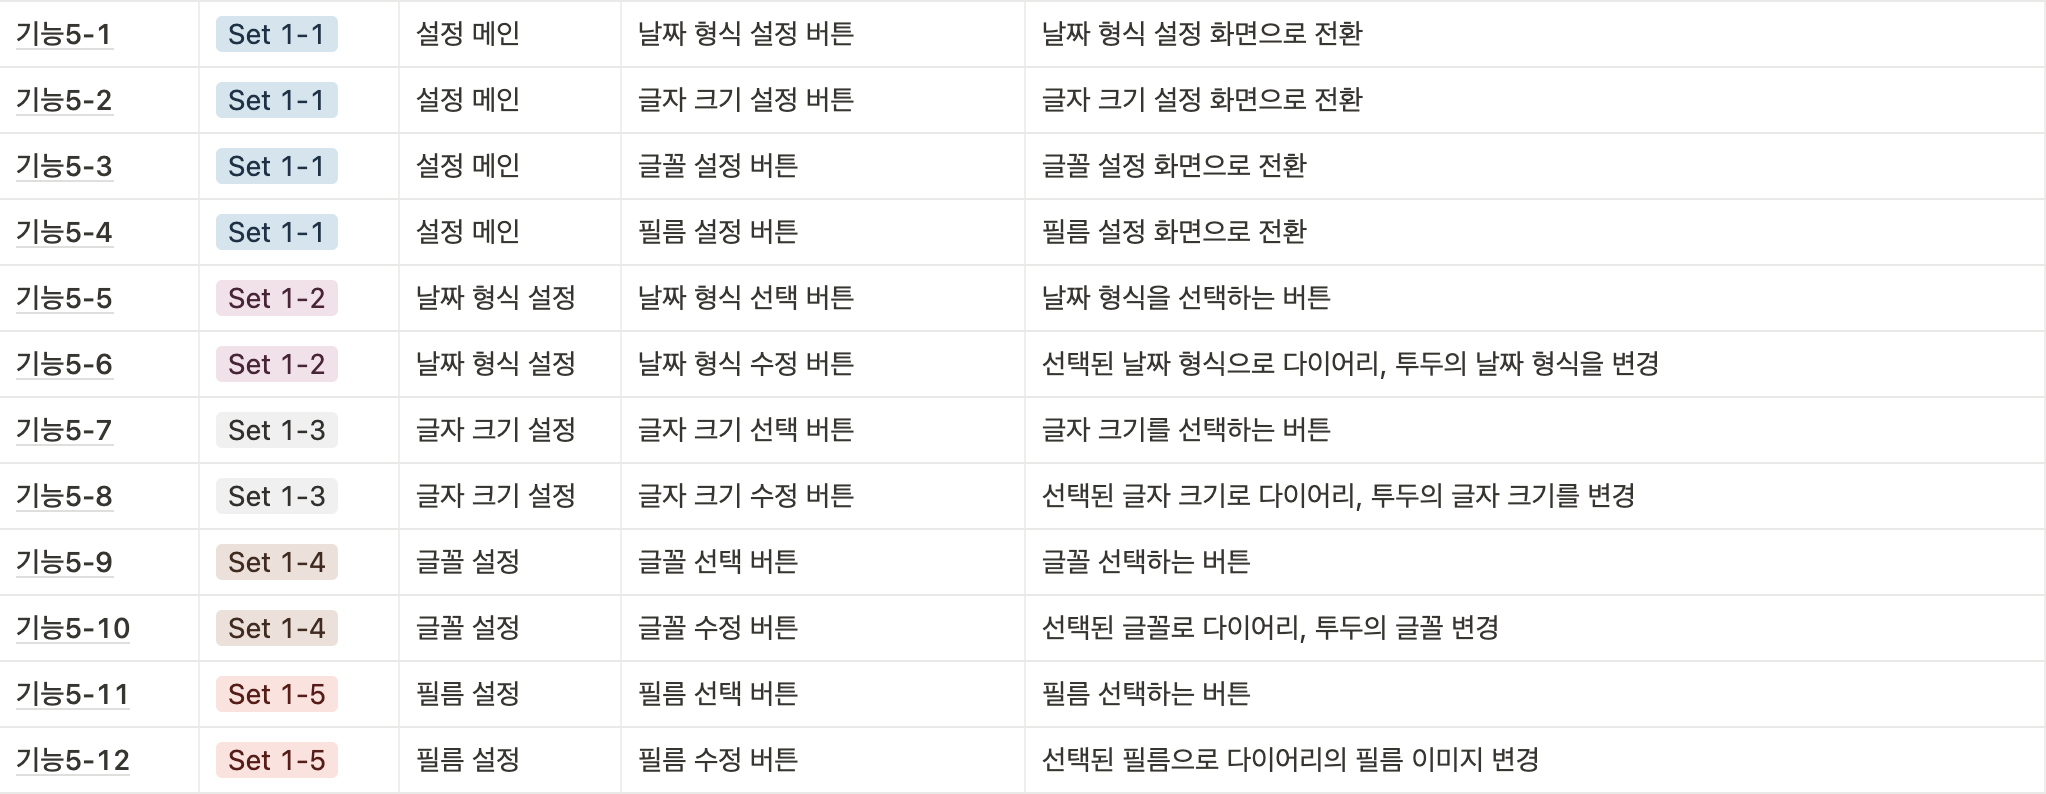 기능5-1 Set 1-1 설정 메인 날짜 형식 설정 버튼 날짜 형식 설정 화면으로 전환
기능5-2 Set 1-1 설정 메인 글자 크기 설정 버튼 글자 크기 설정 화면으로 전환
기능5-3 Set 1-1 설정 메인 글꼴 설정 버튼 글꼴 설정 화면으로 전환
기능5-4 Set 1-1 설정 메인 필름 설정 버튼 필름 설정 화면으로 전환
기능5-5 Set 1-2 날짜 형식 설정 날짜 형식 선택 버튼 날짜 형식을 선택하는 버튼
기능5-6 Set 1-2 날짜 형식 설정 날짜 형식 수정 버튼 선택된 날짜 형식으로 다이어리, 투두의 날짜 형식을 변경
기능5-7 Set 1-3 글자 크기 설정 글자 크기 선택 버튼 글자 크기를 선택하는 버튼
기능5-8 Set 1-3 글자 크기 설정 글자 크기 수정 버튼 선택된 글자 크기로 다이어리, 투두의 글자 크기를 변경
기능5-9 Set 1-4 글꼴 설정 글꼴 선택 버튼 글꼴 선택하는 버튼
기능5-10 Set 1-4 글꼴 설정 글꼴 수정 버튼 선택된 글꼴로 다이어리, 투두의 글꼴 변경
기능5-11 Set 1-5 필름 설정 필름 선택 버튼 필름 선택하는 버튼
기능5-12 Set 1-5 필름 설정 필름 수정 버튼 선택된 필름으로 다이어리의 필름 이미지 변경